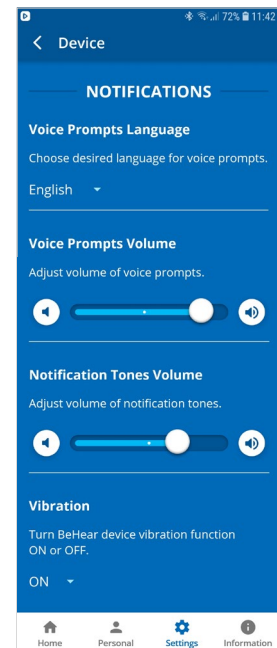 72% 11:42
Device
NOTIFICATIONS
Voice Prompts Language
Choose desired language for voice prompts.
English
Voice Prompts Volume
Adjust volume of voice prompts.
Notification Tones Volume
Adjust volume of notification tones.
Vibration
Turn BeHear device vibration function
ON or OFF.
ON
Home Personal Settings Information